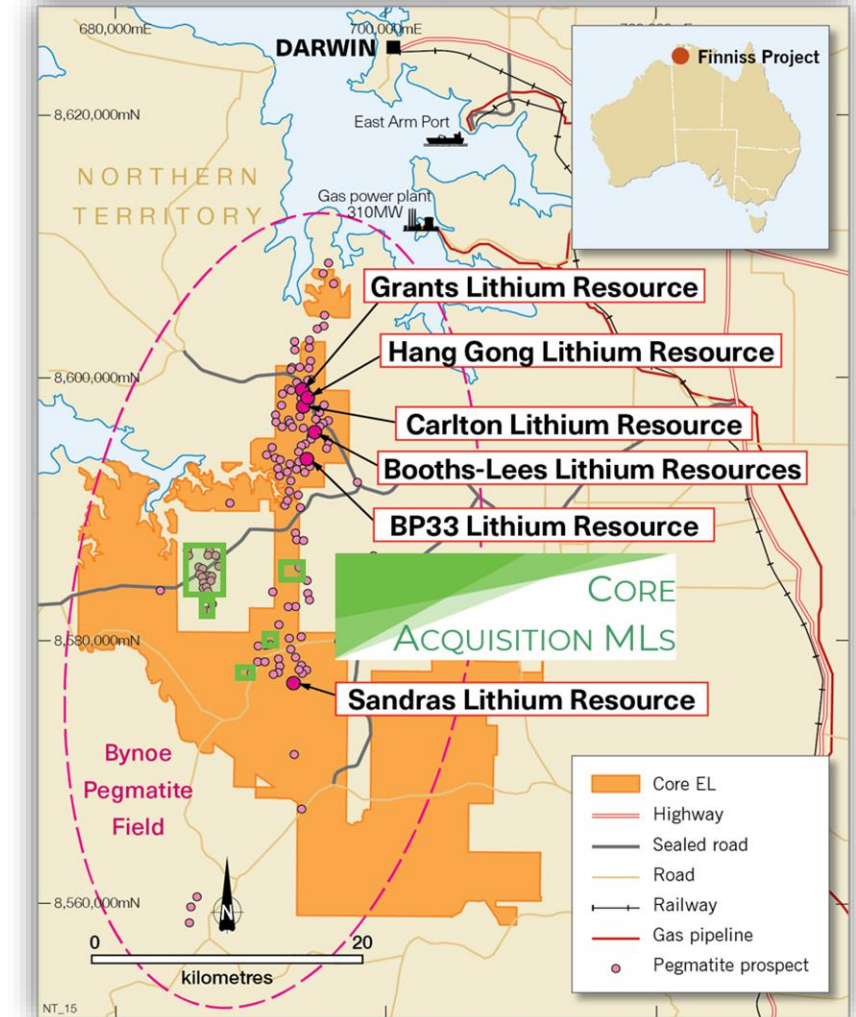 680,000mE
700,000mE
DARWIN
Finniss Project
8,620,000mN
East Arm Port
NORTHERN
TERRITORY
Gas power plant
310MW
Grants Lithium Resource
Hang Gong Lithium Resource
8,600,000mN
Carlton Lithium Resource
Booths-Lees Lithium Resources
BP33 Lithium Resource
CORE
ACQUISITION MLs
8,580,000mN
Sandras Lithium Resource
Bynoe
Pegmatite
Field
Core EL
Highway
Sealed road
Road
Railway
Gas pipeline
Pegmatite prospect
8,560,000mN
N
0 20
kilometres
NT_15